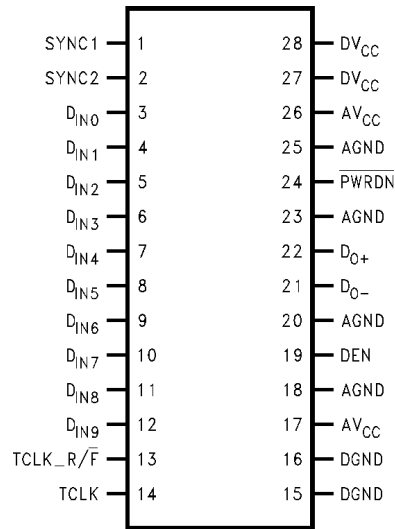 SYNC1 1 28 DVCC
SYNC2 2 27 DVCC
DIN0 3 26 AVCC
DIN1 4 25 AGND
DIN2 5 24 P̅W̅R̅D̅N̅
DIN3 6 23 AGND
DIN4 7 22 DO+
DIN5 8 21 DO−
DIN6 9 20 AGND
DIN7 10 19 DEN
DIN8 11 18 AGND
DIN9 12 17 AVCC
TCLK_R/F̅ 13 16 DGND
TCLK 14 15 DGND